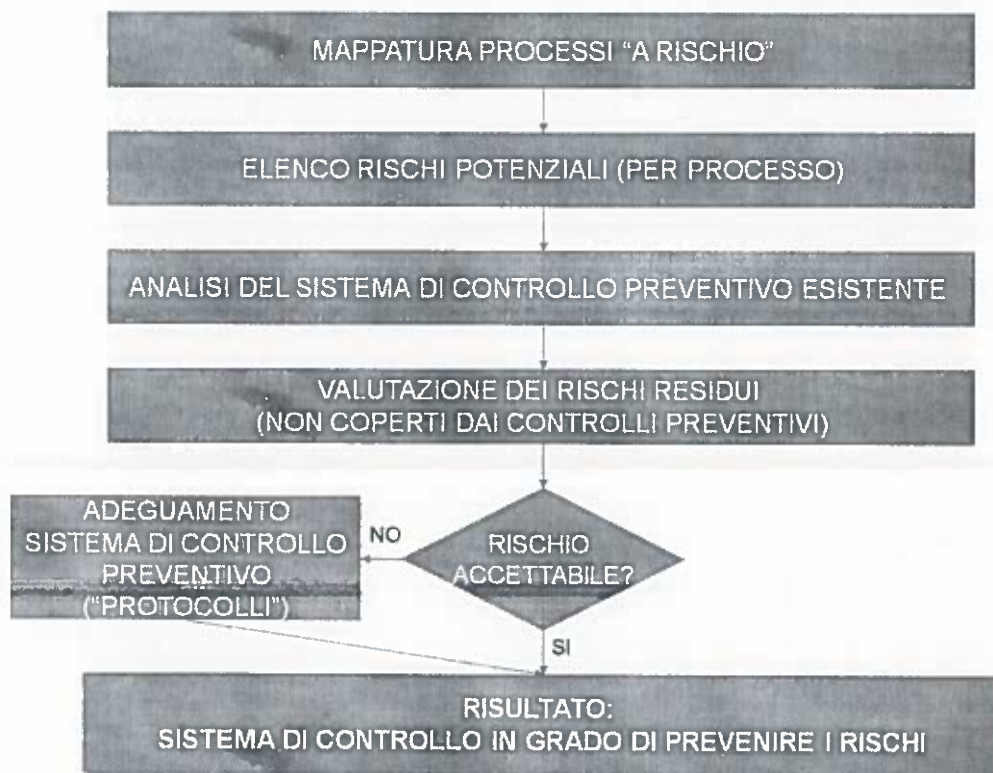 MAPPATURA PROCESSI "A RISCHIO"
ELENCO RISCHI POTENZIALI (PER PROCESSO)
ANALISI DEL SISTEMA DI CONTROLLO PREVENTIVO ESISTENTE
VALUTAZIONE DEI RISCHI RESIDUI
(NON COPERTI DAI CONTROLLI PREVENTIVI)
ADEGUAMENTO
SISTEMA DI CONTROLLO
PREVENTIVO
("PROTOCOLLI")
NO
RISCHIO
ACCETTABILE?
SI
RISULTATO:
SISTEMA DI CONTROLLO IN GRADO DI PREVENIRE I RISCHI